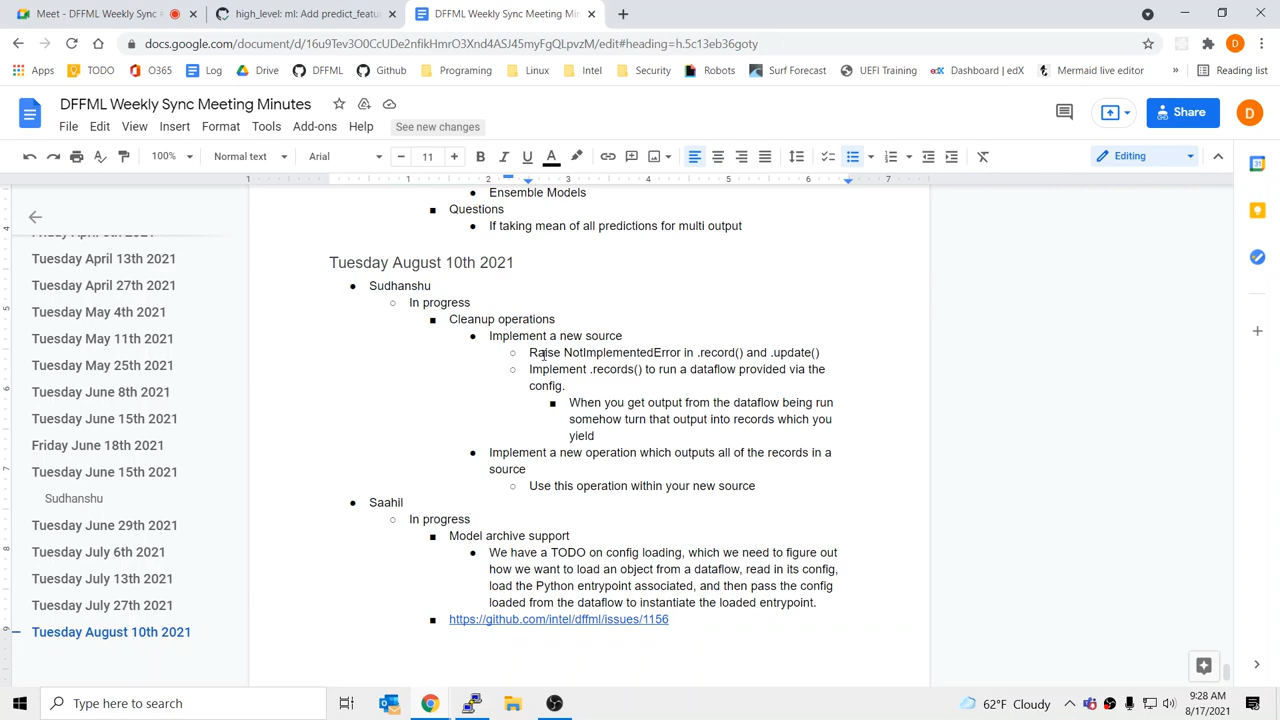 Meet - DFFML Weekly Sync
high_level: ml: Add predict_featu
DFFML Weekly Sync Meeting Min
docs.google.com/document/d/16u9Tev3O0CcUDe2nfikHmrO3Xnd4ASJ45myFgQLpvzM/edit#heading=h.5c13eb36goty
D
Apps TODO O365 Log Drive DFFML Github Programing Linux Intel Security Robots Surf Forecast UEFI Training Dashboard | edX Mermaid live editor » Reading list
DFFML Weekly Sync Meeting Minutes
Share
D
File Edit View Insert Format Tools Add-ons Help See new changes
100% Normal text Arial 11 B I U A Editing
1 1 2 3 4 5 6 7
Ensemble Models
Questions
If taking mean of all predictions for multi output
Tuesday April 13th 2021
Tuesday April 27th 2021
Tuesday May 4th 2021
Tuesday May 11th 2021
Tuesday May 25th 2021
Tuesday June 8th 2021
Tuesday June 15th 2021
Friday June 18th 2021
Tuesday June 15th 2021
Sudhanshu
Tuesday June 29th 2021
Tuesday July 6th 2021
Tuesday July 13th 2021
Tuesday July 27th 2021
Tuesday August 10th 2021
Tuesday August 10th 2021
Sudhanshu
In progress
Cleanup operations
Implement a new source
Raise NotImplementedError in .record() and .update()
Implement .records() to run a dataflow provided via the
config.
When you get output from the dataflow being run
somehow turn that output into records which you
yield
Implement a new operation which outputs all of the records in a
source
Use this operation within your new source
Saahil
In progress
Model archive support
We have a TODO on config loading, which we need to figure out
how we want to load an object from a dataflow, read in its config,
load the Python entrypoint associated, and then pass the config
loaded from the dataflow to instantiate the loaded entrypoint.
https://github.com/intel/dffml/issues/1156
Type here to search
62°F Cloudy
9:28 AM
8/17/2021